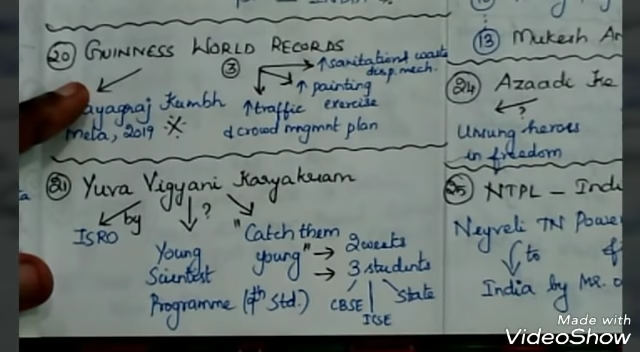 20 GUINNESS WORLD RECORDS
3
↑sanitation & waste
disp. mech.
↑ painting
exercise
↑traffic
& crowd mngmnt plan
ayagraj Kumbh
Mela, 2019
21 Yuva Vigyani Karyakram
by
ISRO
?
Young
Scientist
Programme (9th Std.)
"Catch them
young"
→ 2 weeks
→ 3 students
CBSE
ICSE
State
13 Mukesh
24 Azaadi Ke
?
Unsung heroes
in freedom
25 NTPL - Indi
Neyveli TN Power
to
India by MR.
Made with
VideoShow